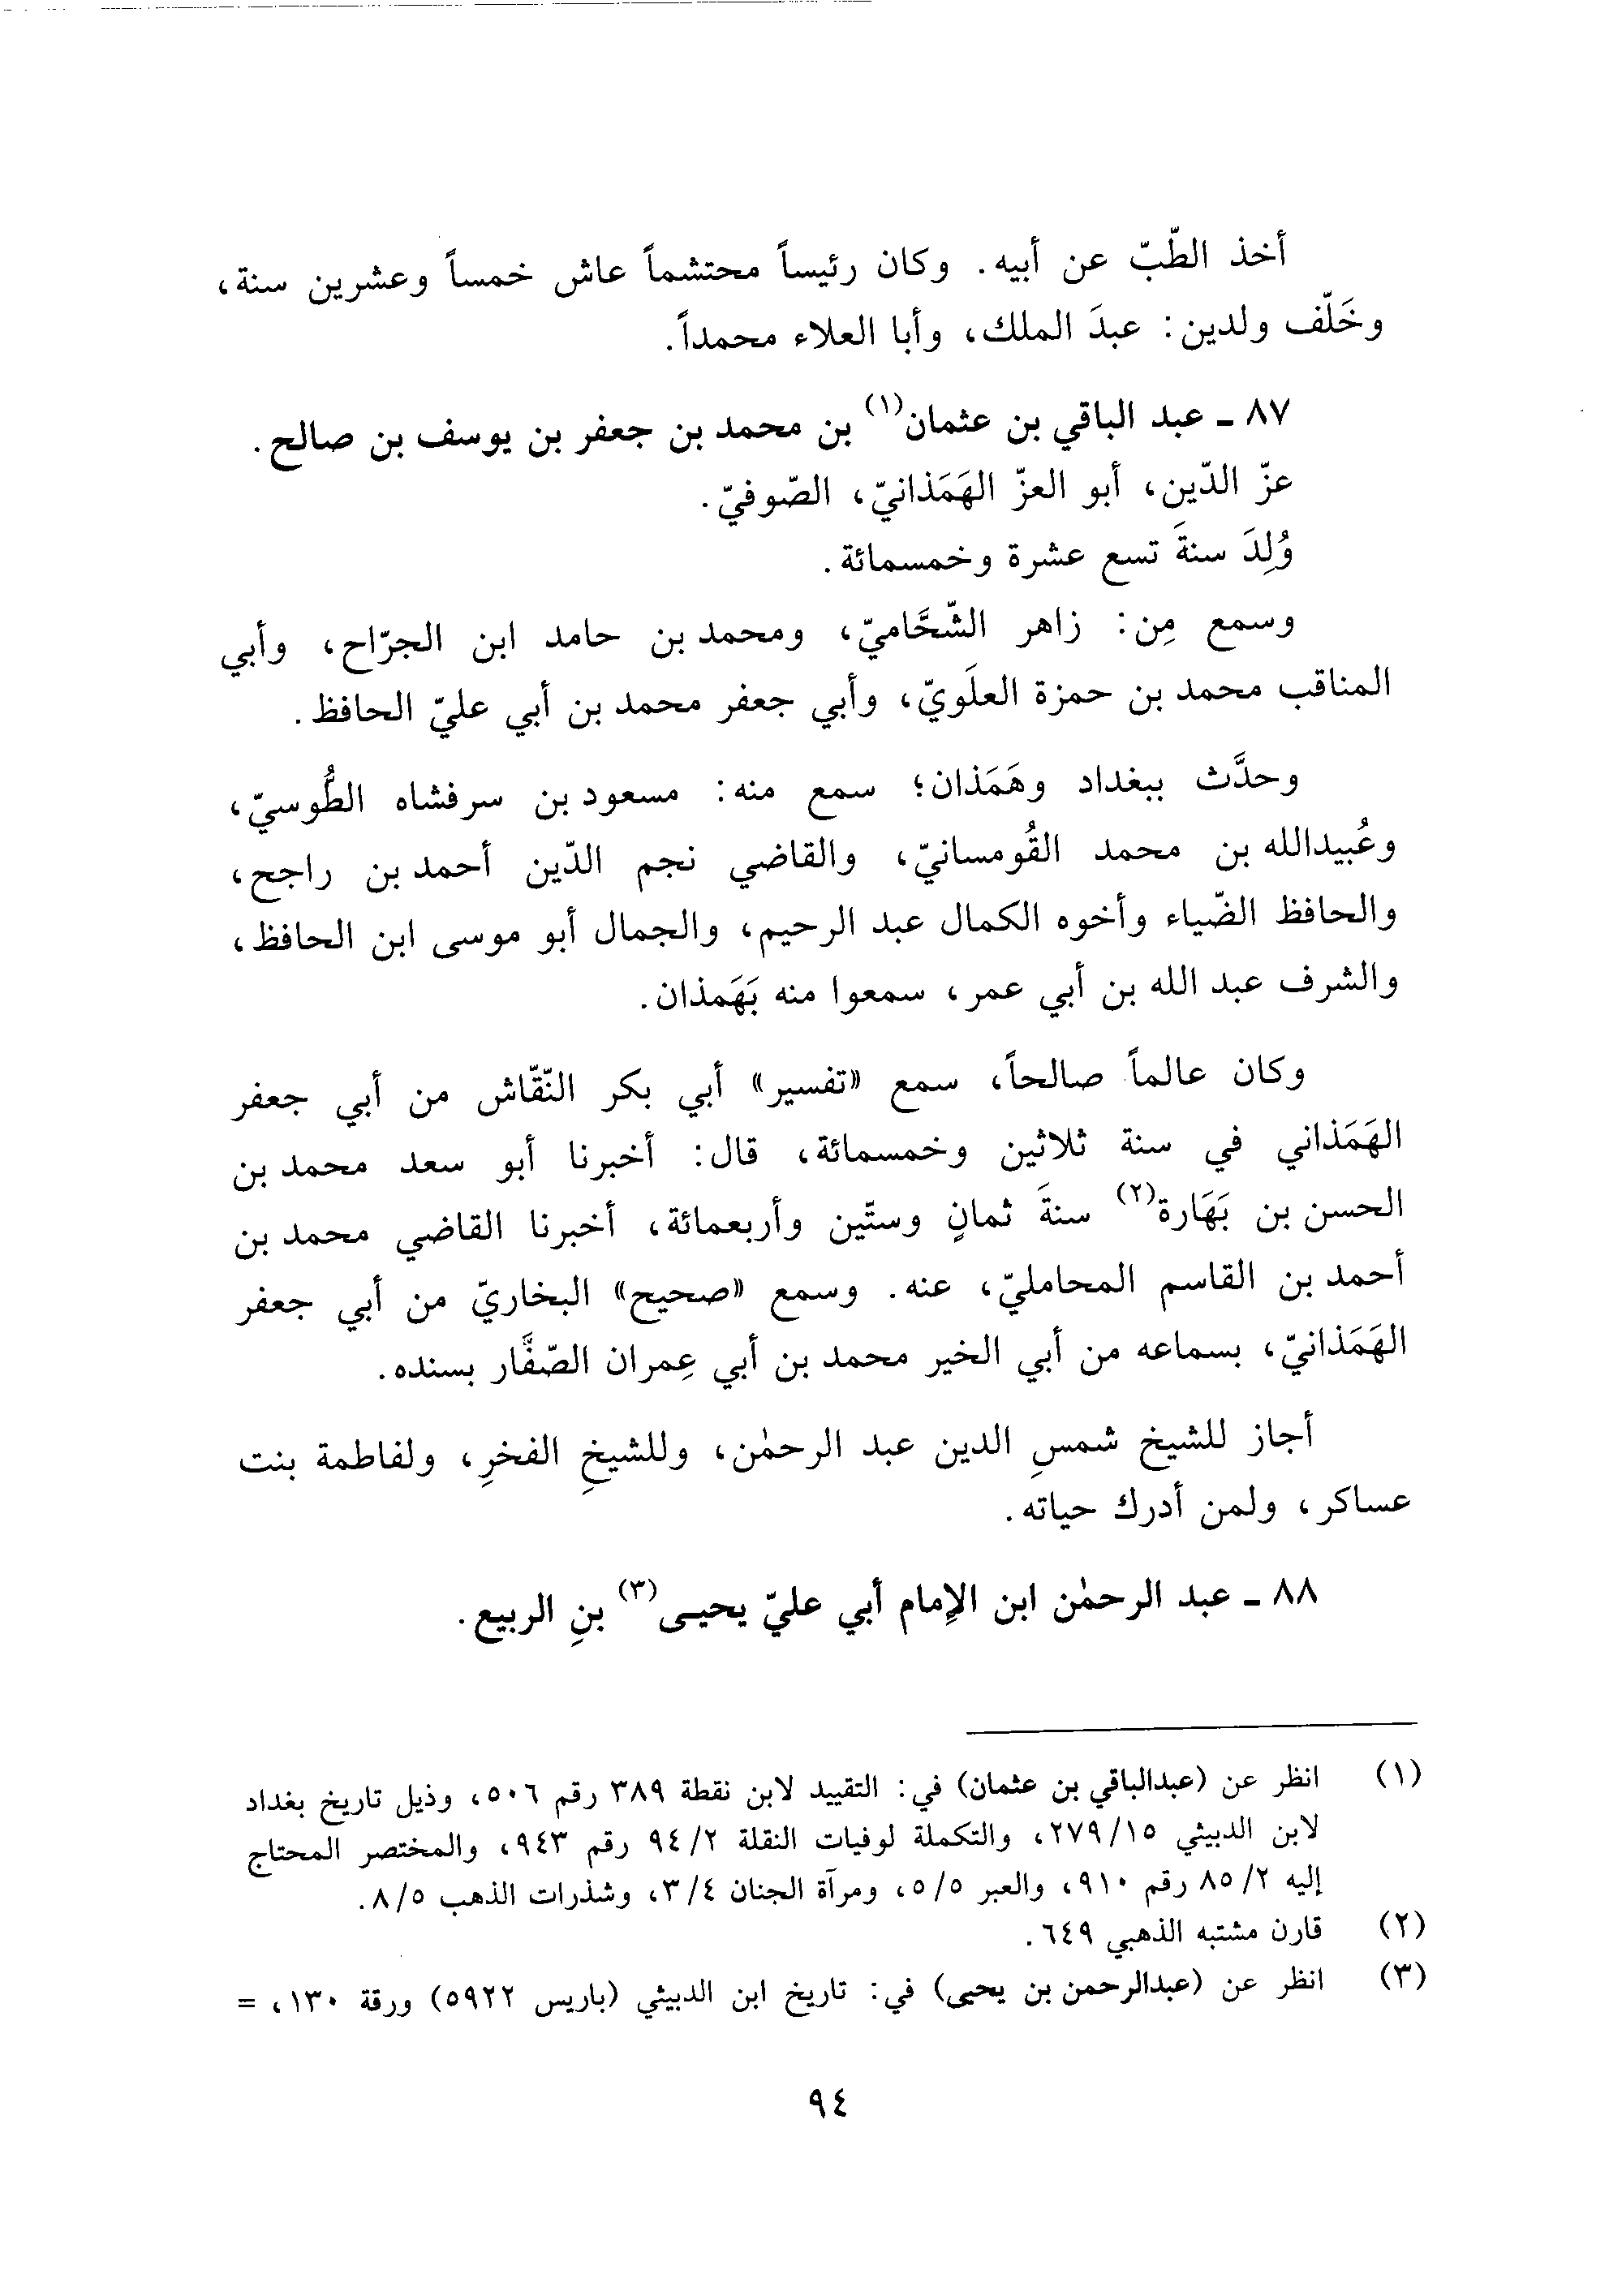 أخذ الطّبّ عن أبيه. وكان رئيساً محتشماً عاش خمساً وعشرين سنة،
وخَلّف ولدين: عبدَ الملك، وأبا العلاء محمداً.
٨٧ ـ عبد الباقي بن عثمان(١) بن محمد بن جعفر بن يوسف بن صالح.
عزّ الدّين، أبو العزّ الهَمَذانيّ، الصّوفيّ.
وُلِدَ سنةَ تسع عشرة وخمسمائة.
وسمع مِن: زاهر الشّحَّاميّ، ومحمد بن حامد ابن الجرّاح، وأبي
المناقب محمد بن حمزة العلَويّ، وأبي جعفر محمد بن أبي عليّ الحافظ.
وحدَّث ببغداد وهَمَذان؛ سمع منه: مسعود بن سرفشاه الطُّوسيّ،
وعُبيدالله بن محمد القُومسانيّ، والقاضي نجم الدّين أحمد بن راجح،
والحافظ الضّياء وأخوه الكمال عبد الرحيم، والجمال أبو موسى ابن الحافظ،
والشرف عبد الله بن أبي عمر، سمعوا منه بَهَمذان.
وكان عالماً صالحاً، سمع «تفسير» أبي بكر النّقّاش من أبي جعفر
الهَمَذاني في سنة ثلاثين وخمسمائة، قال: أخبرنا أبو سعد محمد بن
الحسن بن بَهَارة(٢) سنةَ ثمانٍ وستّين وأربعمائة، أخبرنا القاضي محمد بن
أحمد بن القاسم المحامليّ، عنه. وسمع «صحيح» البخاريّ من أبي جعفر
الهَمَذانيّ، بسماعه من أبي الخير محمد بن أبي عِمران الصّفَّار بسنده.
أجاز للشيخ شمسِ الدين عبد الرحمٰن، وللشيخِ الفخرِ، ولفاطمة بنت
عساكر، ولمن أدرك حياته.
٨٨ ـ عبد الرحمٰن ابن الإمام أبي عليّ يحيـى(٣) بنِ الربيع.
(١) انظر عن (عبدالباقي بن عثمان) في: التقييد لابن نقطة ٣٨٩ رقم ٥٠٦، وذيل تاريخ بغداد
لابن الدبيثي ٢٧٩/١٥، والتكملة لوفيات النقلة ٩٤/٢ رقم ٩٤٣، والمختصر المحتاج
إليه ٨٥/٢ رقم ٩١٠، والعبر ٥/٥، ومرآة الجنان ٣/٤، وشذرات الذهب ٨/٥.
(٢) قارن مشتبه الذهبي ٦٤٩.
(٣) انظر عن (عبدالرحمن بن يحيى) في: تاريخ ابن الدبيثي (باريس ٥٩٢٢) ورقة ١٣٠، =
٩٤